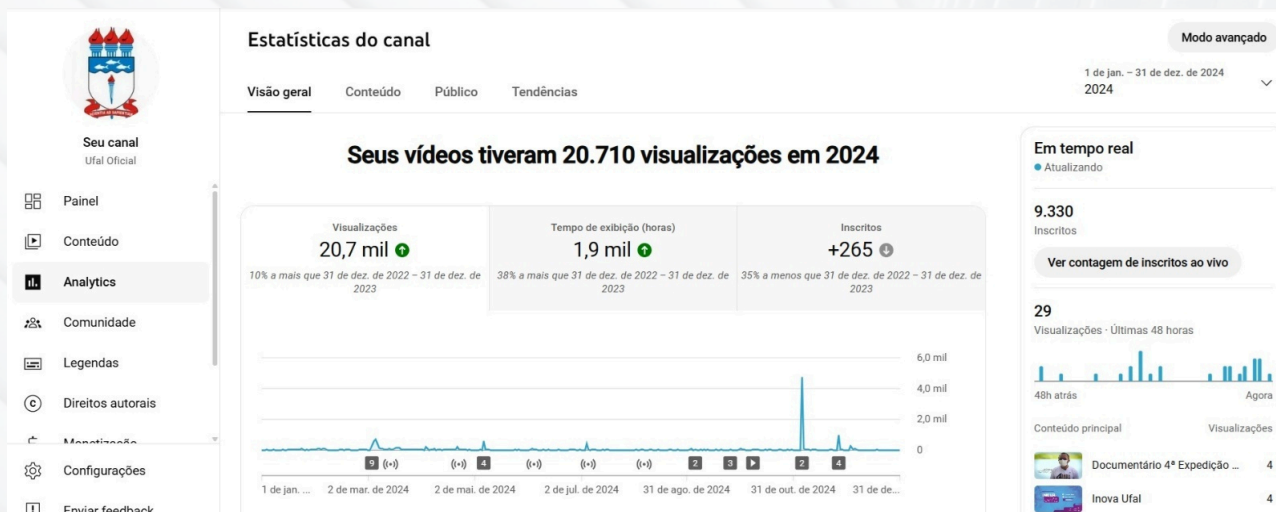 Seu canal
Ufal Oficial
Painel
Conteúdo
Analytics
Comunidade
Legendas
Direitos autorais
Monetização
Configurações
Enviar feedback
Estatísticas do canal
Modo avançado
Visão geral
Conteúdo
Público
Tendências
1 de jan. – 31 de dez. de 2024
2024
Seus vídeos tiveram 20.710 visualizações em 2024
Visualizações
20,7 mil
10% a mais que 31 de dez. de 2022 – 31 de dez. de
2023
Tempo de exibição (horas)
1,9 mil
38% a mais que 31 de dez. de 2022 – 31 de dez. de
2023
Inscritos
+265
35% a menos que 31 de dez. de 2022 – 31 de dez. de
2023
6,0 mil
4,0 mil
2,0 mil
0
9 4 2 3 2 4
1 de jan. ... 2 de mar. de 2024 2 de mai. de 2024 2 de jul. de 2024 31 de ago. de 2024 31 de out. de 2024 31 de de...
Em tempo real
Atualizando
9.330
Inscritos
Ver contagem de inscritos ao vivo
29
Visualizações · Últimas 48 horas
48h atrás Agora
Conteúdo principal Visualizações
Documentário 4ª Expedição ... 4
Inova Ufal 4